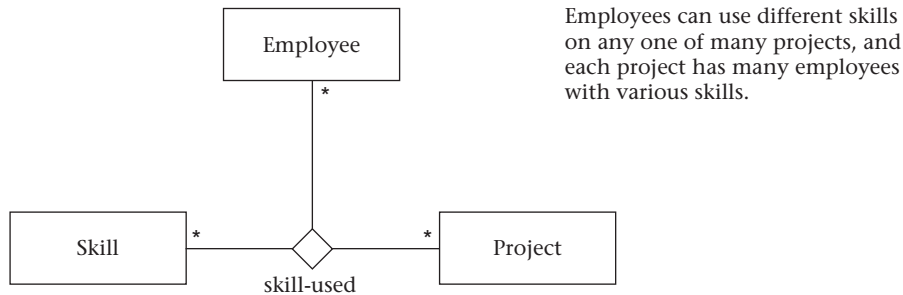 Employee
*
Employees can use different skills
on any one of many projects, and
each project has many employees
with various skills.
Skill
*
*
Project
skill-used